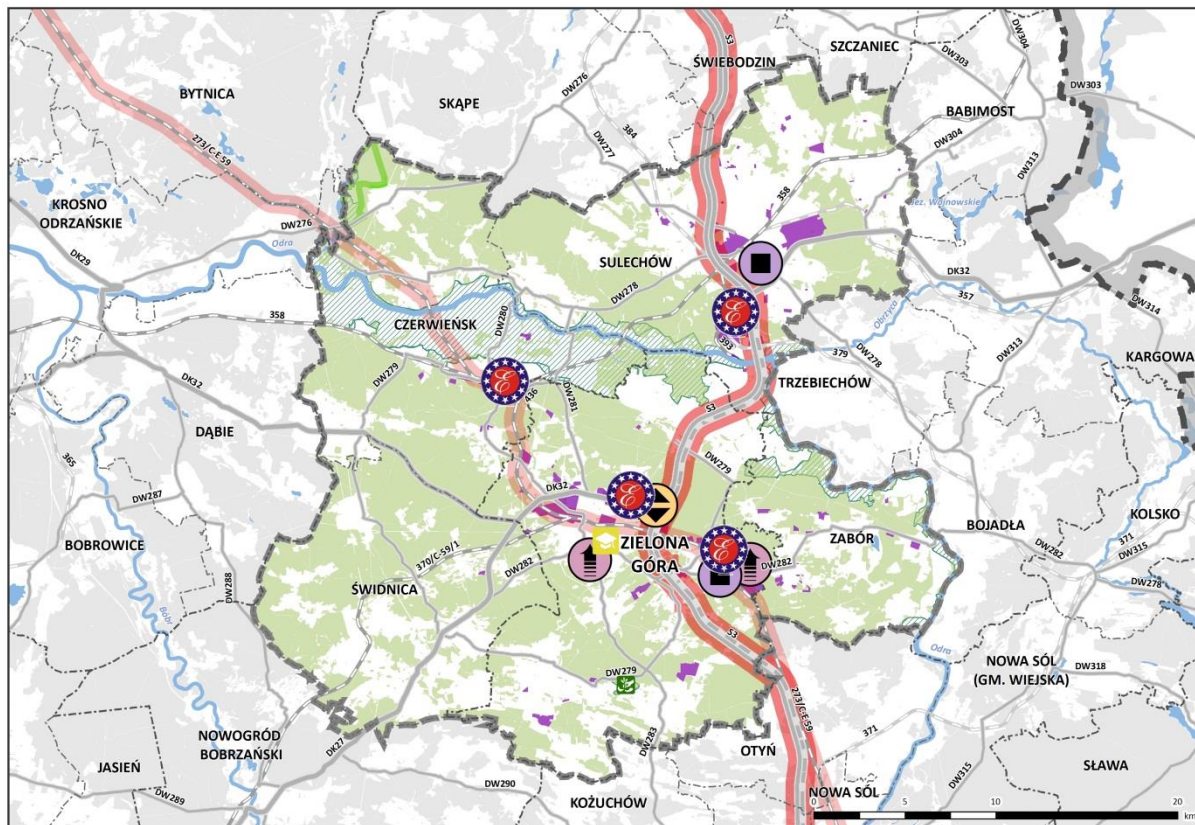 SZCZANIEC
ŚWIEBODZIN
S3
DW304
DW303
DW303
DW276
BYTNICA
SKĄPE
BABIMOST
384
DW304
DW277
DW313
273/C-E 59
358
KROSNO
ODRZAŃSKIE
Jez. Wojnowskie
DW276
Odra
DK29
SULECHÓW
DK32
DW278
357
DW314
CZERWIEŃSK
DW280
Obrzyca
358
393
DW313
379
DW278
KARGOWA
DW279
TRZEBIECHÓW
DK32
436
DW281
S3
DĄBIE
365
DW279
DW287
DK32
KOLSKO
BOJADŁA
ZABÓR
BOBROWICE
ZIELONA
GÓRA
DW282
DW282
371
DW315
370/C-59/1
DW282
DW278
DW288
ŚWIDNICA
Bóbr
S3
Odra
NOWA SÓL
(GM. WIEJSKA)
DW318
DW279
273/C-E 59
NOWOGRÓD
BOBRZAŃSKI
DW283
371
DK27
OTYŃ
JASIEŃ
SŁAWA
DW290
DW315
DW289
KOŻUCHÓW
NOWA SÓL
0 5 10 20
km